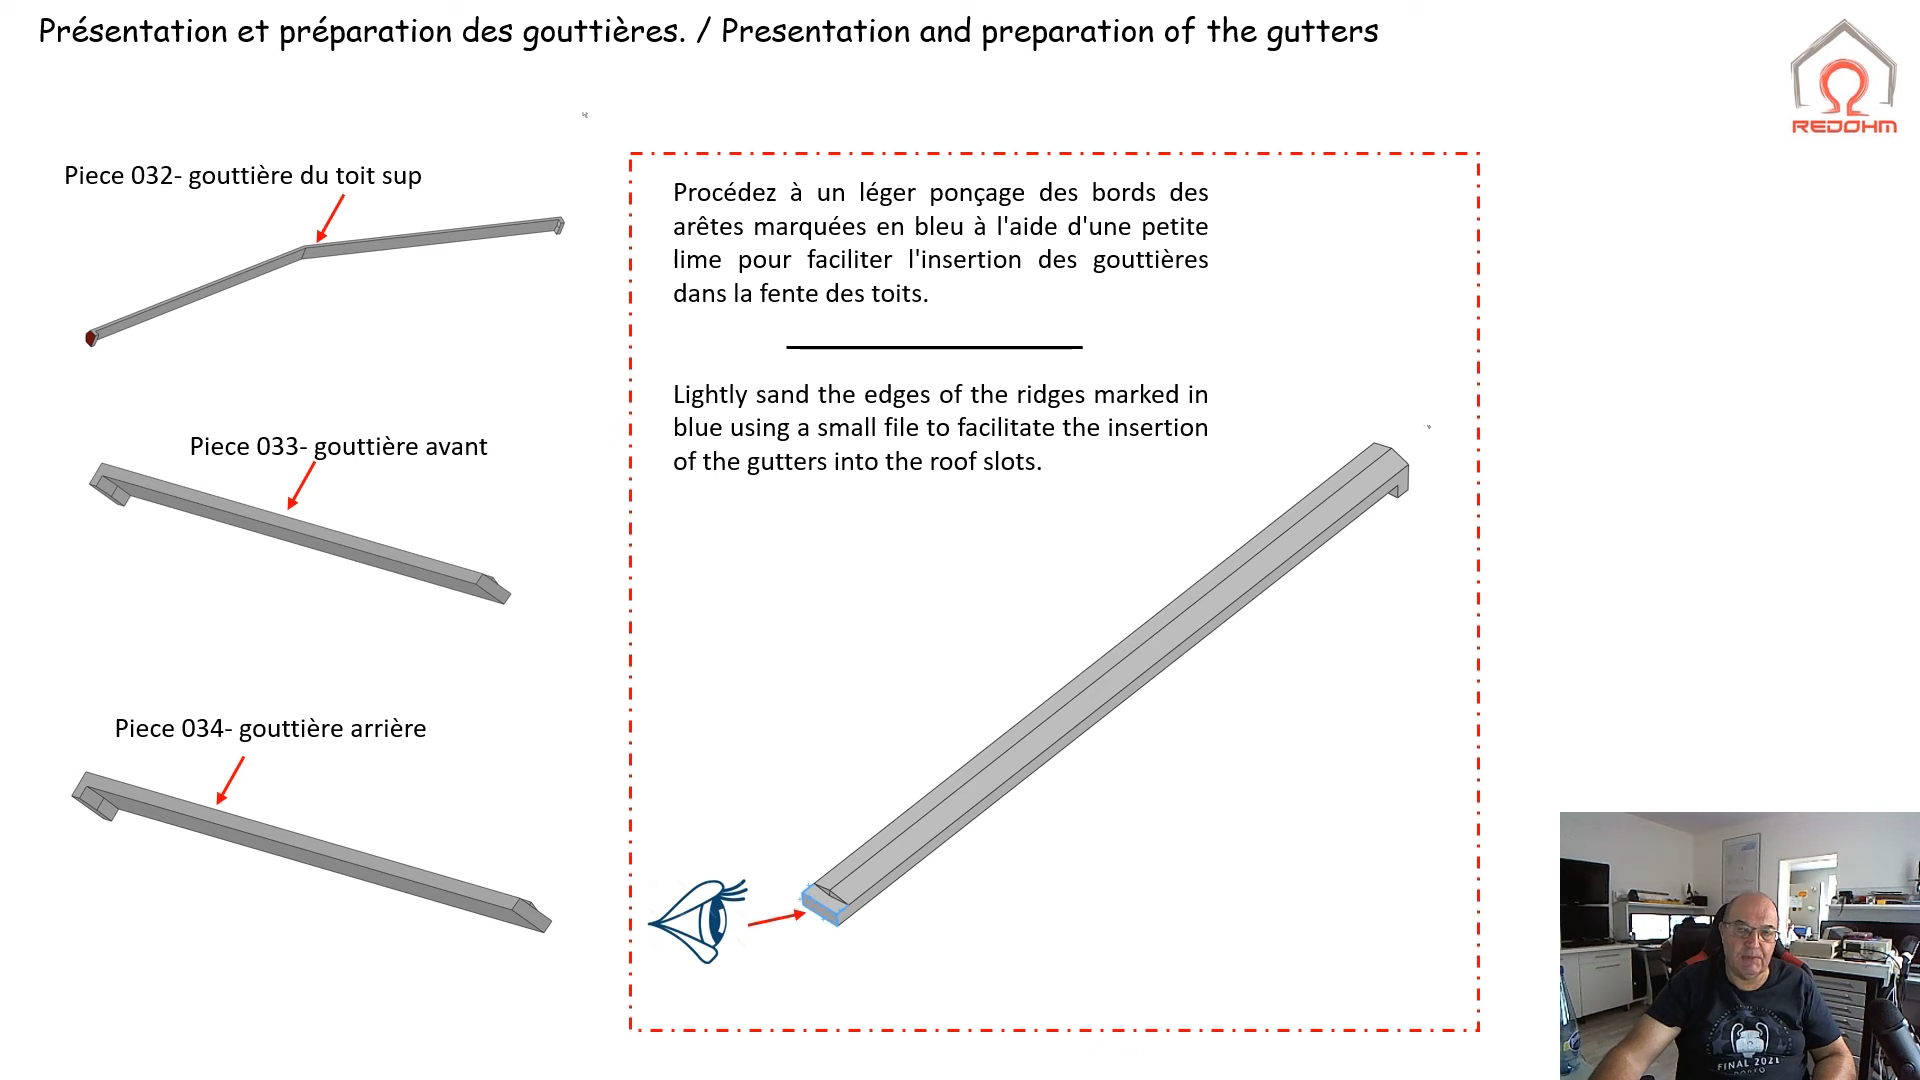 Présentation et préparation des gouttières. / Presentation and preparation of the gutters
REDOHM
Piece 032- gouttière du toit sup
Piece 033- gouttière avant
Piece 034- gouttière arrière
Procédez à un léger ponçage des bords des
arêtes marquées en bleu à l'aide d'une petite
lime pour faciliter l'insertion des gouttières
dans la fente des toits.
Lightly sand the edges of the ridges marked in
blue using a small file to facilitate the insertion
of the gutters into the roof slots.
FINAL 2021
PORTO